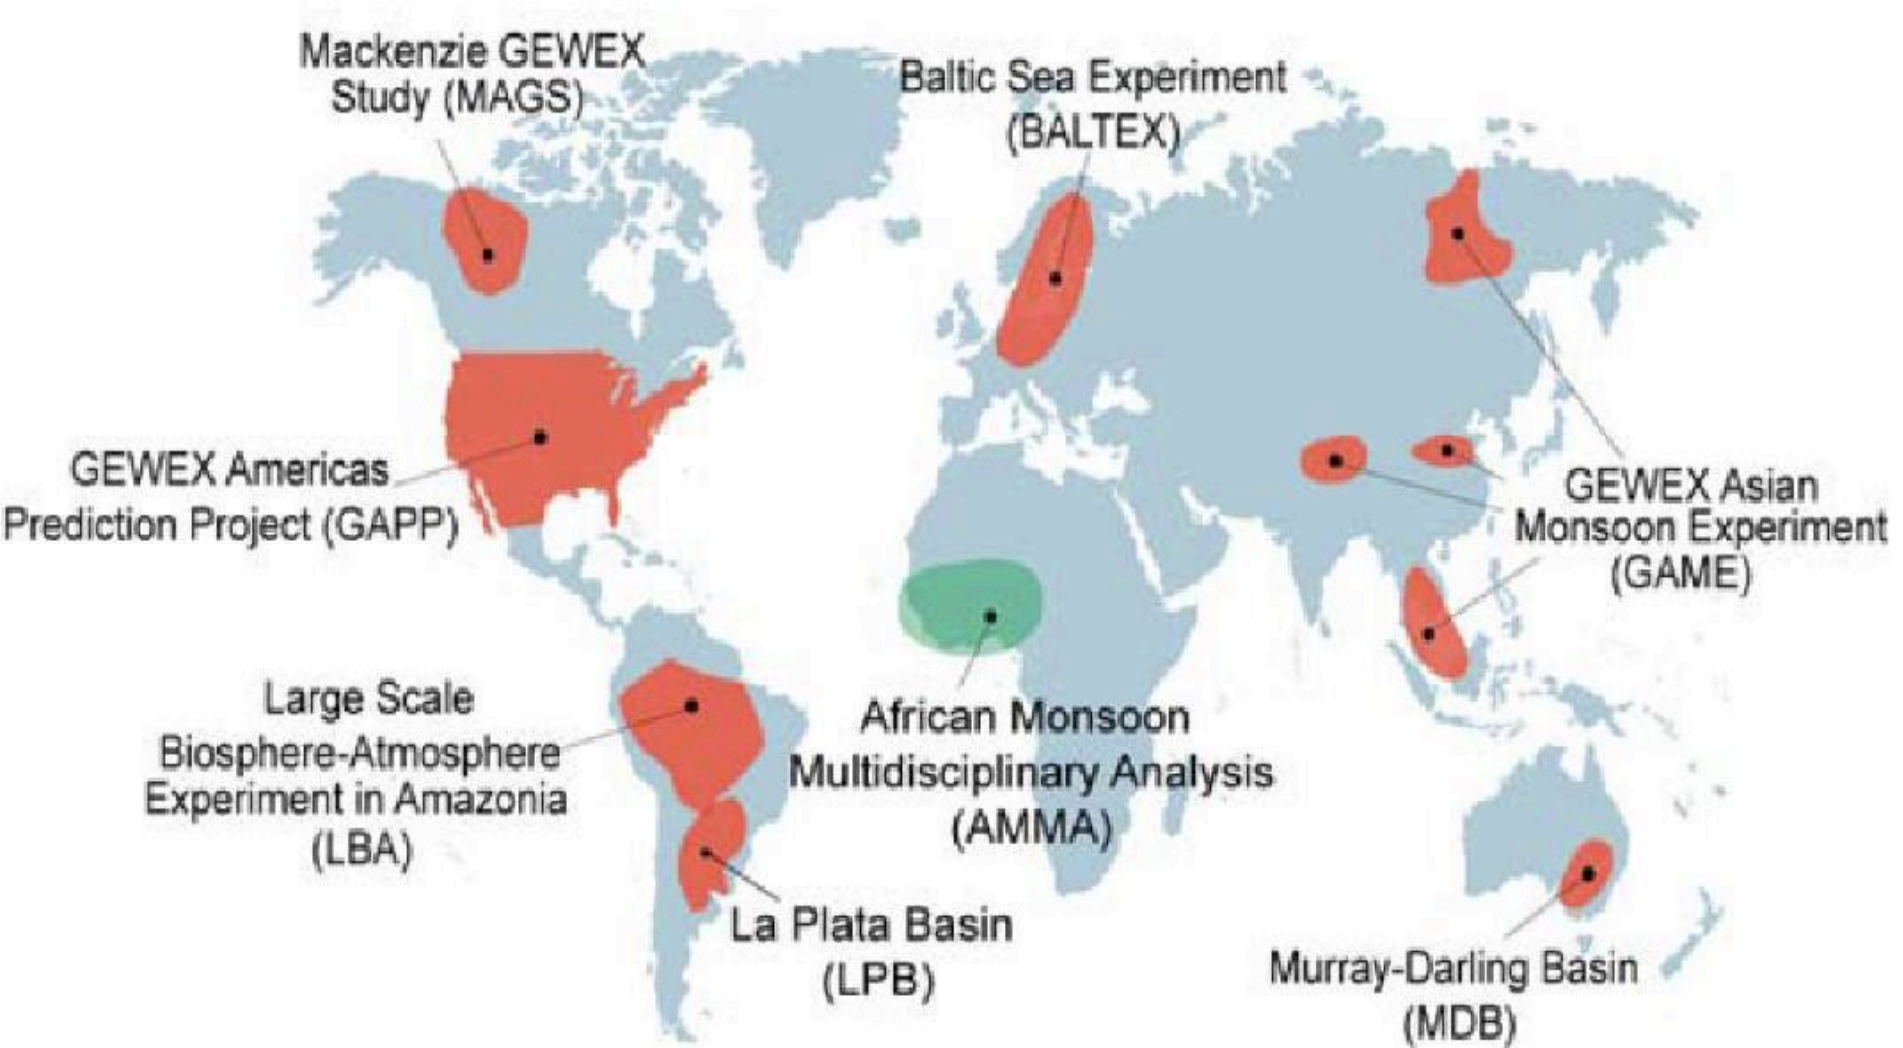 Mackenzie GEWEX
Study (MAGS)
Baltic Sea Experiment
(BALTEX)
GEWEX Americas
Prediction Project (GAPP)
GEWEX Asian
Monsoon Experiment
(GAME)
Large Scale
Biosphere-Atmosphere
Experiment in Amazonia
(LBA)
African Monsoon
Multidisciplinary Analysis
(AMMA)
La Plata Basin
(LPB)
Murray-Darling Basin
(MDB)